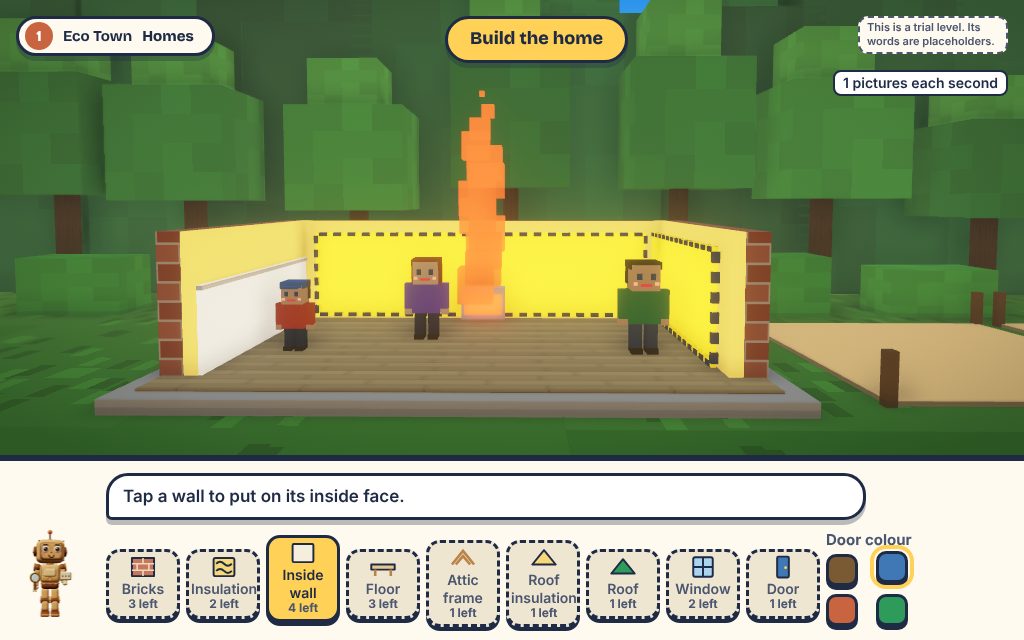 1 Eco Town Homes
Build the home
This is a trial level. Its
words are placeholders.
1 pictures each second
Tap a wall to put on its inside face.
Bricks
3 left
Insulation
2 left
Inside
wall
4 left
Floor
3 left
Attic
frame
1 left
Roof
insulation
1 left
Roof
1 left
Window
2 left
Door
1 left
Door colour